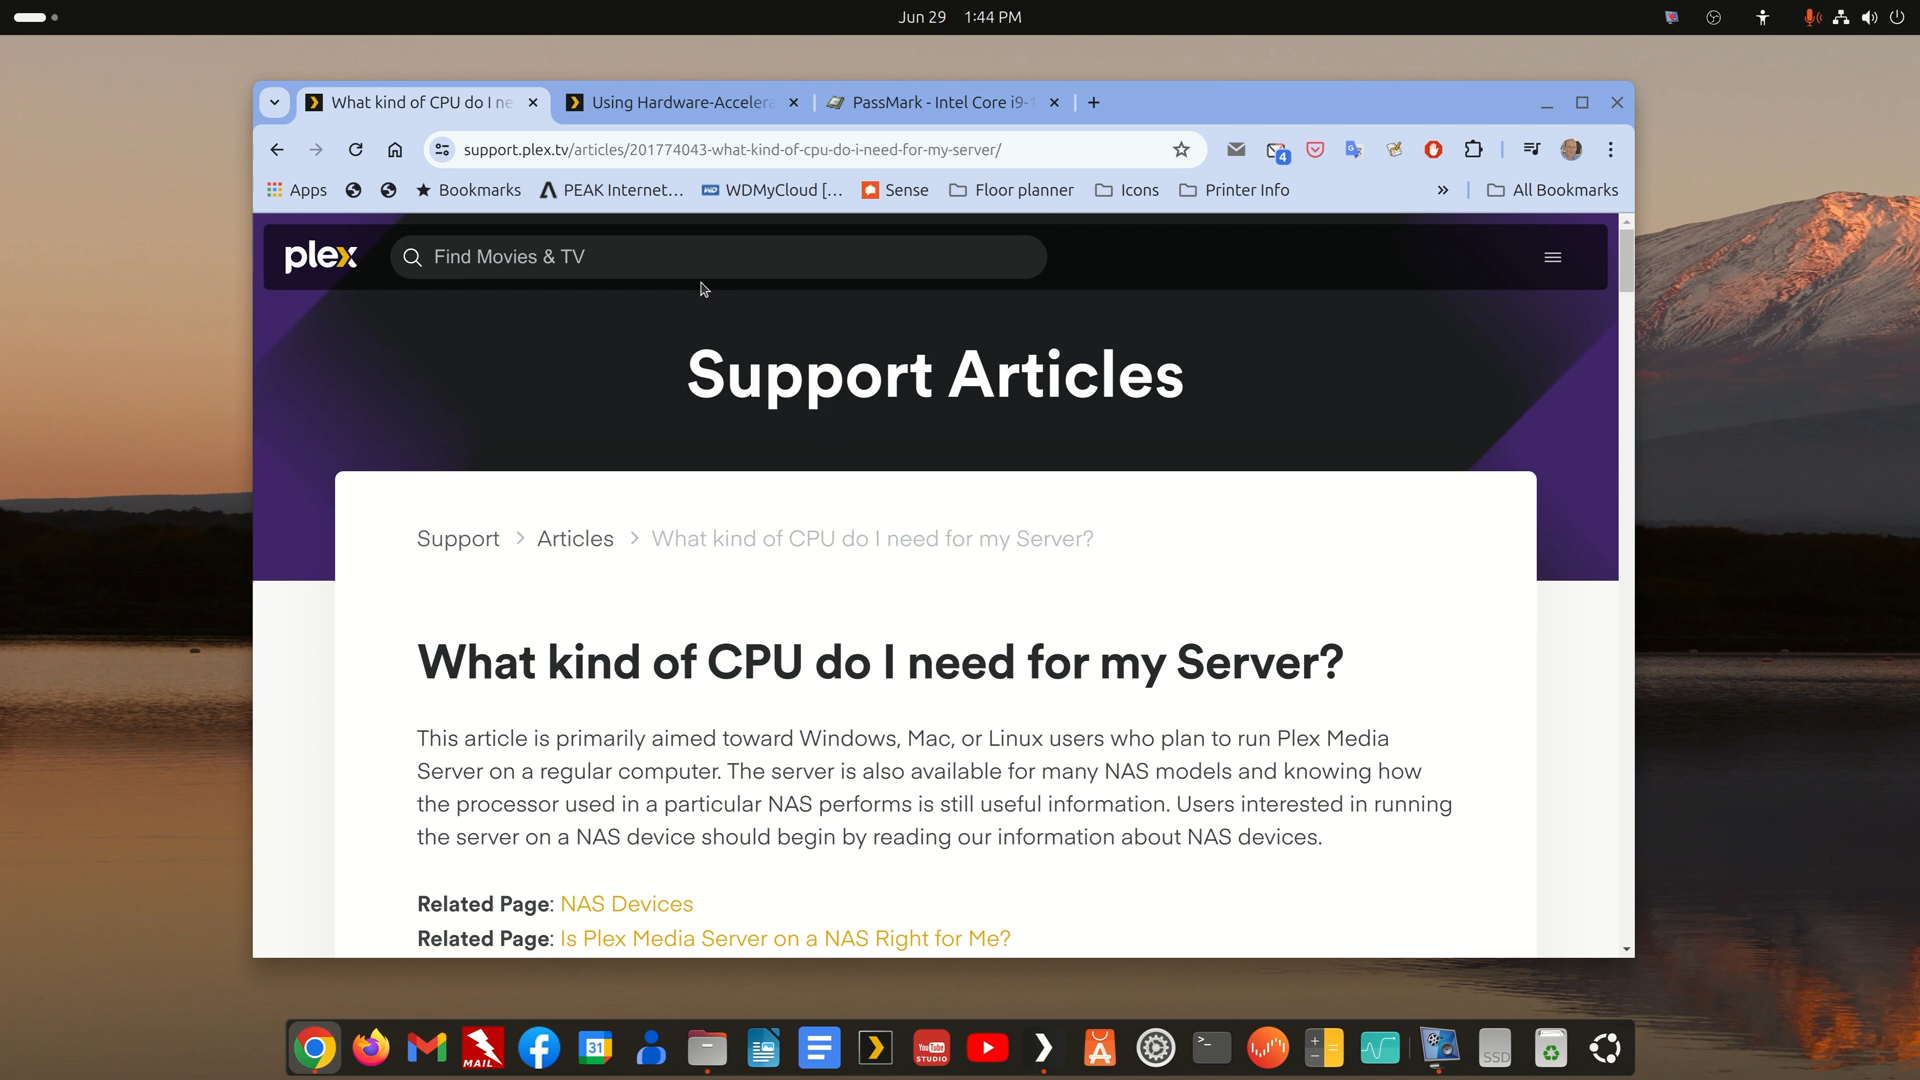 Jun 29 1:44 PM
What kind of CPU do I ne
Using Hardware-Accelera
PassMark - Intel Core i9-1
support.plex.tv/articles/201774043-what-kind-of-cpu-do-i-need-for-my-server/
4
Apps
Bookmarks
PEAK Internet...
WD
WDMyCloud [...
Sense
Floor planner
Icons
Printer Info
»
All Bookmarks
plex
Find Movies & TV
Support Articles
Support > Articles > What kind of CPU do I need for my Server?
What kind of CPU do I need for my Server?
This article is primarily aimed toward Windows, Mac, or Linux users who plan to run Plex Media
Server on a regular computer. The server is also available for many NAS models and knowing how
the processor used in a particular NAS performs is still useful information. Users interested in running
the server on a NAS device should begin by reading our information about NAS devices.
Related Page: NAS Devices
Related Page: Is Plex Media Server on a NAS Right for Me?
MAIL
31
YouTube
STUDIO
SSD